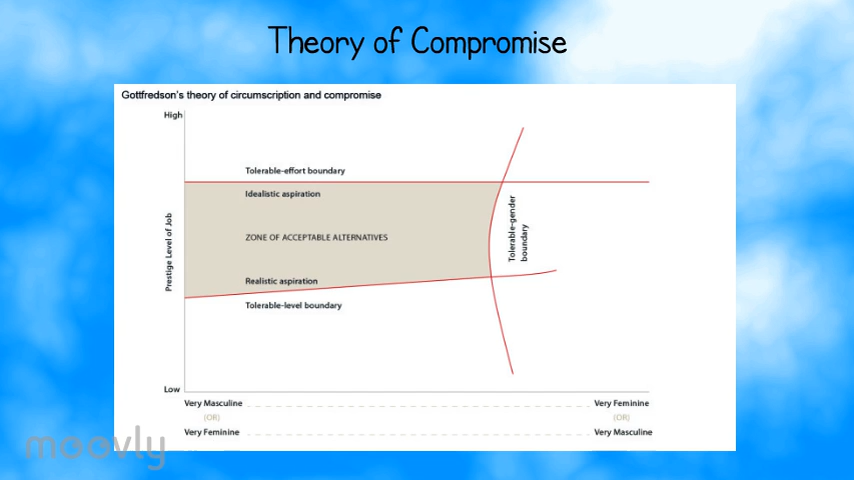 Theory of Compromise
Gottfredson's theory of circumscription and compromise
High
Tolerable-effort boundary
Idealistic aspiration
Prestige Level of Job
ZONE OF ACCEPTABLE ALTERNATIVES
Tolerable-gender
boundary
Realistic aspiration
Tolerable-level boundary
Low
Very Masculine
Very Feminine
(OR)
(OR)
Very Feminine
Very Masculine
moovly